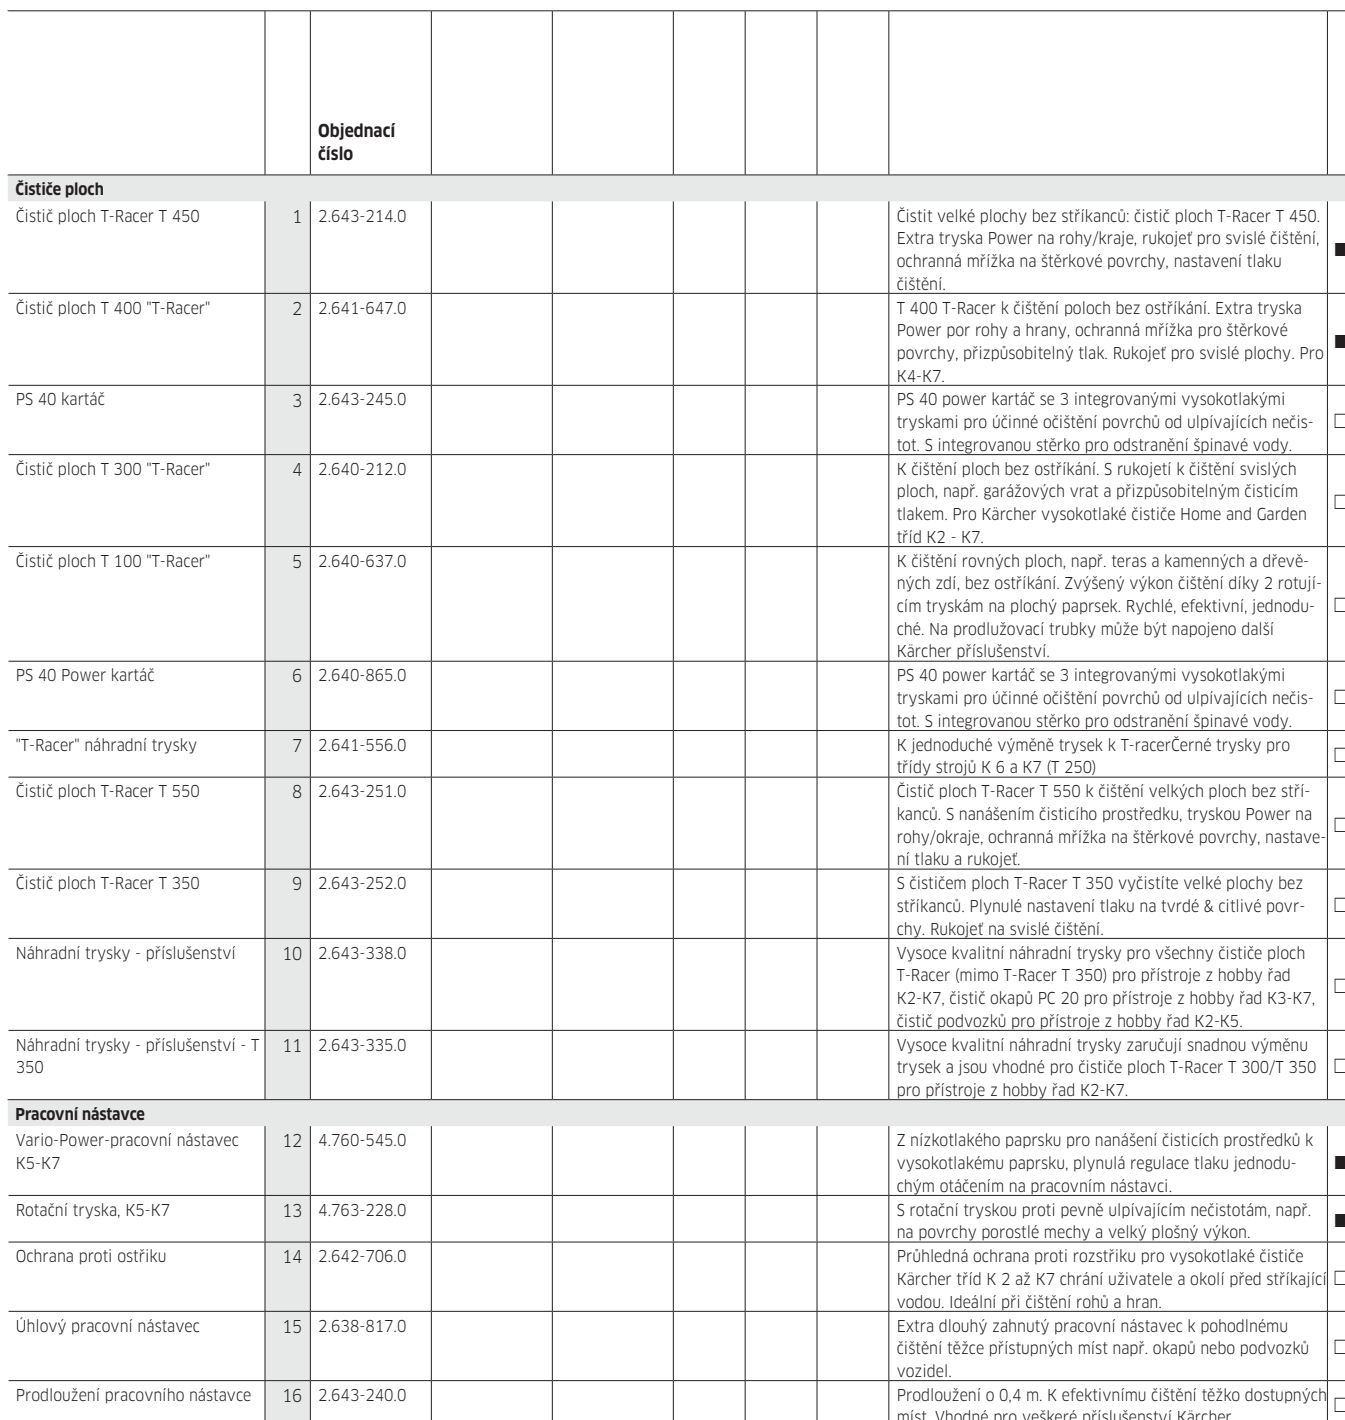 Objednací
číslo
Čističe ploch
Čistič ploch T-Racer T 450 1 2.643-214.0 Čistit velké plochy bez stříkanců: čistič ploch T-Racer T 450.
Extra tryska Power na rohy/kraje, rukojeť pro svislé čištění,
ochranná mřížka na štěrkové povrchy, nastavení tlaku
čištění.
Čistič ploch T 400 "T-Racer" 2 2.641-647.0 T 400 T-Racer k čištění poloch bez ostříkání. Extra tryska
Power por rohy a hrany, ochranná mřížka pro štěrkové
povrchy, přizpůsobitelný tlak. Rukojeť pro svislé plochy. Pro
K4-K7.
PS 40 kartáč 3 2.643-245.0 PS 40 power kartáč se 3 integrovanými vysokotlakými
tryskami pro účinné očištění povrchů od ulpívajících nečis-
tot. S integrovanou stěrko pro odstranění špinavé vody.
Čistič ploch T 300 "T-Racer" 4 2.640-212.0 K čištění ploch bez ostříkání. S rukojetí k čištění svislých
ploch, např. garážových vrat a přizpůsobitelným čisticím
tlakem. Pro Kärcher vysokotlaké čističe Home and Garden
tříd K2 - K7.
Čistič ploch T 100 "T-Racer" 5 2.640-637.0 K čištění rovných ploch, např. teras a kamenných a dřevě-
ných zdí, bez ostříkání. Zvýšený výkon čištění díky 2 rotují-
cím tryskám na plochý paprsek. Rychlé, efektivní, jednodu-
ché. Na prodlužovací trubky může být napojeno další
Kärcher příslušenství.
PS 40 Power kartáč 6 2.640-865.0 PS 40 power kartáč se 3 integrovanými vysokotlakými
tryskami pro účinné očištění povrchů od ulpívajících nečis-
tot. S integrovanou stěrko pro odstranění špinavé vody.
"T-Racer" náhradní trysky 7 2.641-556.0 K jednoduché výměně trysek k T-racerČerné trysky pro
třídy strojů K 6 a K7 (T 250)
Čistič ploch T-Racer T 550 8 2.643-251.0 Čistič ploch T-Racer T 550 k čištění velkých ploch bez stří-
kanců. S nanášením čisticího prostředku, tryskou Power na
rohy/okraje, ochranná mřížka na štěrkové povrchy, nastave-
ní tlaku a rukojeť.
Čistič ploch T-Racer T 350 9 2.643-252.0 S čističem ploch T-Racer T 350 vyčistíte velké plochy bez
stříkanců. Plynulé nastavení tlaku na tvrdé & citlivé povr-
chy. Rukojeť na svislé čištění.
Náhradní trysky - příslušenství 10 2.643-338.0 Vysoce kvalitní náhradní trysky pro všechny čističe ploch
T-Racer (mimo T-Racer T 350) pro přístroje z hobby řad
K2-K7, čistič okapů PC 20 pro přístroje z hobby řad K3-K7,
čistič podvozků pro přístroje z hobby řad K2-K5.
Náhradní trysky - příslušenství - T 11 2.643-335.0 Vysoce kvalitní náhradní trysky zaručují snadnou výměnu
350 trysek a jsou vhodné pro čističe ploch T-Racer T 300/T 350
pro přístroje z hobby řad K2-K7.
Pracovní nástavce
Vario-Power-pracovní nástavec 12 4.760-545.0 Z nízkotlakého paprsku pro nanášení čisticích prostředků k
K5-K7 vysokotlakému paprsku, plynulá regulace tlaku jednodu-
chým otáčením na pracovním nástavci.
Rotační tryska, K5-K7 13 4.763-228.0 S rotační tryskou proti pevně ulpívajícím nečistotám, např.
na povrchy porostlé mechy a velký plošný výkon.
Ochrana proti ostřiku 14 2.642-706.0 Průhledná ochrana proti rozstřiku pro vysokotlaké čističe
Kärcher tříd K 2 až K7 chrání uživatele a okolí před stříkající
vodou. Ideální při čištění rohů a hran.
Úhlový pracovní nástavec 15 2.638-817.0 Extra dlouhý zahnutý pracovní nástavec k pohodlnému
čištění těžce přístupných míst např. okapů nebo podvozků
vozidel.
Prodloužení pracovního nástavce 16 2.643-240.0 Prodloužení o 0,4 m. K efektivnímu čištění těžko dostupných
míst. Vhodné pro veškeré příslušenství Kärcher.